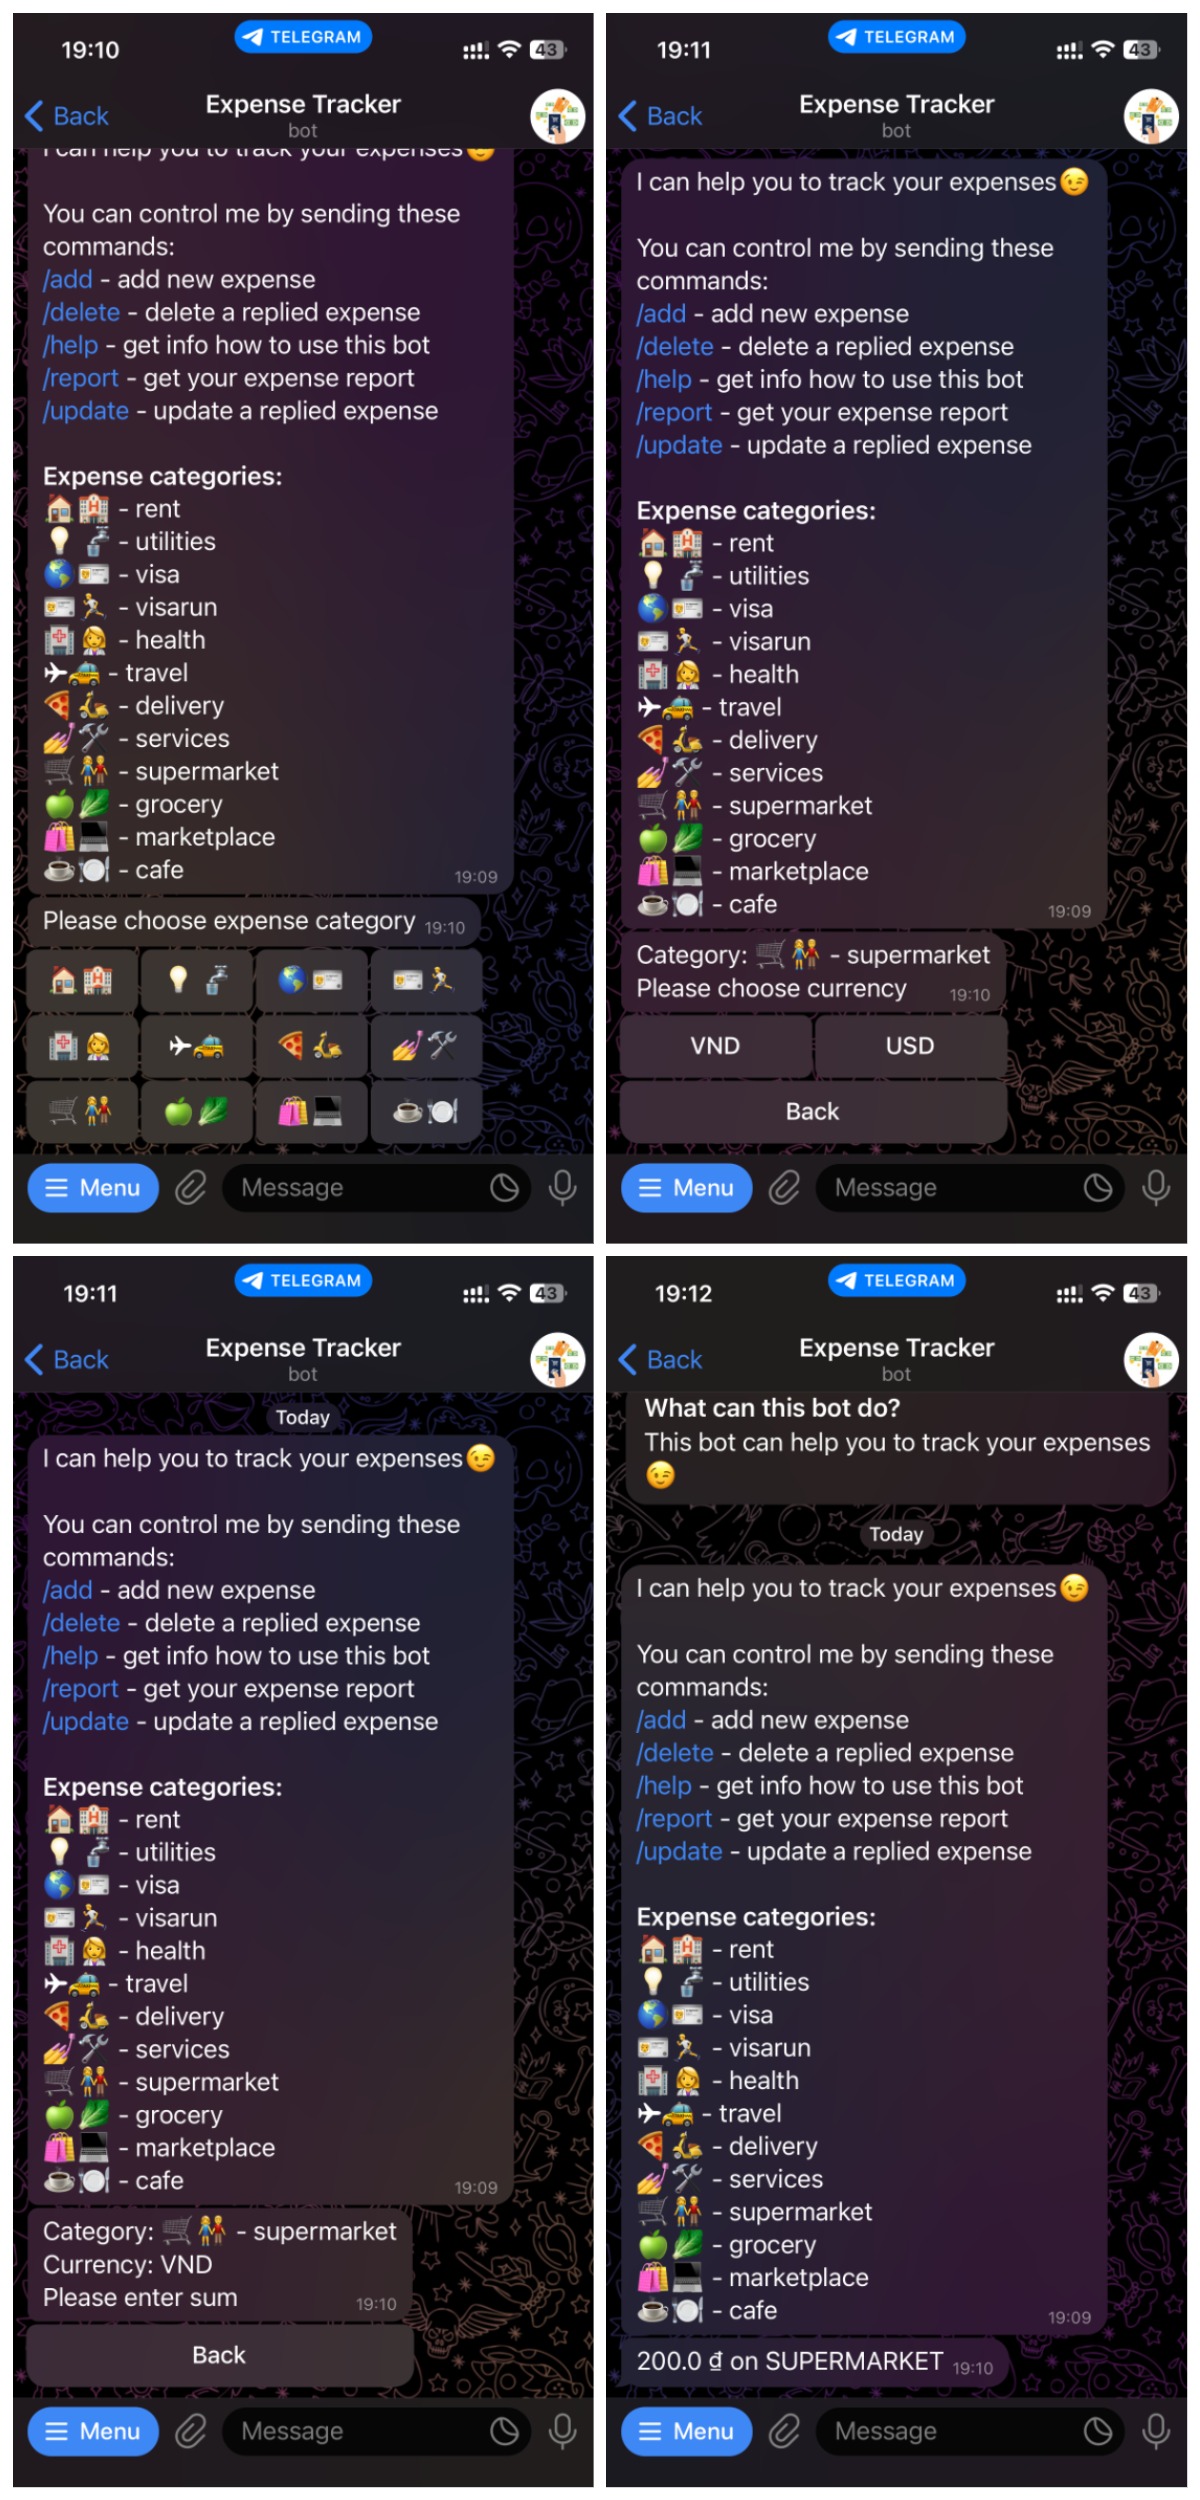 19:10
TELEGRAM
43
Back
Expense Tracker
bot
I can help you to track your expenses😉
You can control me by sending these
commands:
/add - add new expense
/delete - delete a replied expense
/help - get info how to use this bot
/report - get your expense report
/update - update a replied expense
Expense categories:
🏠🏩 - rent
💡🚰 - utilities
🌎🪪 - visa
🪪🏃 - visarun
🏥👩‍⚕️ - health
✈🚕 - travel
🍕🛵 - delivery
💅🛠 - services
🛒👫 - supermarket
🍏🥬 - grocery
🛍💻 - marketplace
☕🍽 - cafe
19:09
Please choose expense category 19:10
Menu
Message
19:11
TELEGRAM
43
Back
Expense Tracker
bot
I can help you to track your expenses😉
You can control me by sending these
commands:
/add - add new expense
/delete - delete a replied expense
/help - get info how to use this bot
/report - get your expense report
/update - update a replied expense
Expense categories:
🏠🏩 - rent
💡🚰 - utilities
🌎🪪 - visa
🪪🏃 - visarun
🏥👩‍⚕️ - health
✈🚕 - travel
🍕🛵 - delivery
💅🛠 - services
🛒👫 - supermarket
🍏🥬 - grocery
🛍💻 - marketplace
☕🍽 - cafe
19:09
Category: 🛒👫 - supermarket
Please choose currency 19:10
VND USD
Back
Menu
Message
19:11
TELEGRAM
43
Back
Expense Tracker
bot
Today
I can help you to track your expenses😉
You can control me by sending these
commands:
/add - add new expense
/delete - delete a replied expense
/help - get info how to use this bot
/report - get your expense report
/update - update a replied expense
Expense categories:
🏠🏩 - rent
💡🚰 - utilities
🌎🪪 - visa
🪪🏃 - visarun
🏥👩‍⚕️ - health
✈🚕 - travel
🍕🛵 - delivery
💅🛠 - services
🛒👫 - supermarket
🍏🥬 - grocery
🛍💻 - marketplace
☕🍽 - cafe
19:09
Category: 🛒👫 - supermarket
Currency: VND
Please enter sum 19:10
Back
Menu
Message
19:12
TELEGRAM
43
Back
Expense Tracker
bot
What can this bot do?
This bot can help you to track your expenses
😉
Today
I can help you to track your expenses😉
You can control me by sending these
commands:
/add - add new expense
/delete - delete a replied expense
/help - get info how to use this bot
/report - get your expense report
/update - update a replied expense
Expense categories:
🏠🏩 - rent
💡🚰 - utilities
🌎🪪 - visa
🪪🏃 - visarun
🏥👩‍⚕️ - health
✈🚕 - travel
🍕🛵 - delivery
💅🛠 - services
🛒👫 - supermarket
🍏🥬 - grocery
🛍💻 - marketplace
☕🍽 - cafe
19:09
200.0 ₫ on SUPERMARKET 19:10
Menu
Message